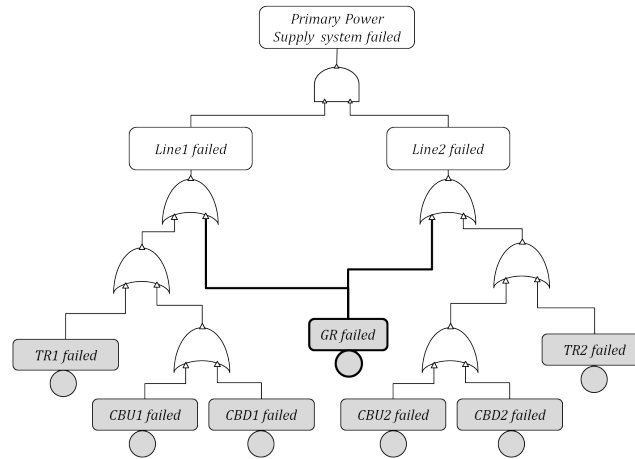 Primary Power
Supply system failed
Line1 failed
Line2 failed
GR failed
TR1 failed
TR2 failed
CBU1 failed
CBD1 failed
CBU2 failed
CBD2 failed